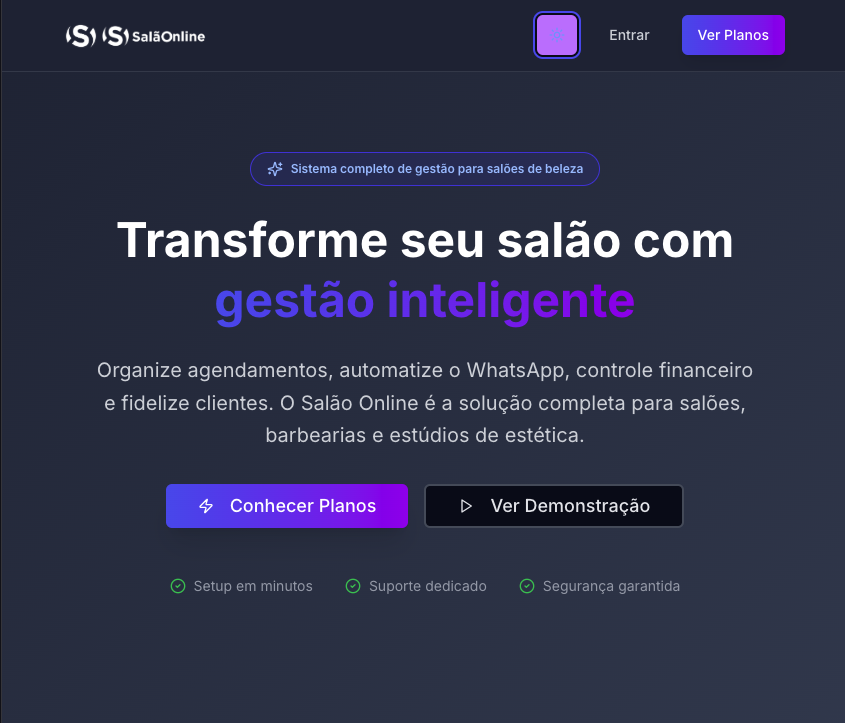 (S) (S) SalãOnline
Entrar
Ver Planos
Sistema completo de gestão para salões de beleza
Transforme seu salão com
gestão inteligente
Organize agendamentos, automatize o WhatsApp, controle financeiro
e fidelize clientes. O Salão Online é a solução completa para salões,
barbearias e estúdios de estética.
Conhecer Planos
Ver Demonstração
Setup em minutos
Suporte dedicado
Segurança garantida